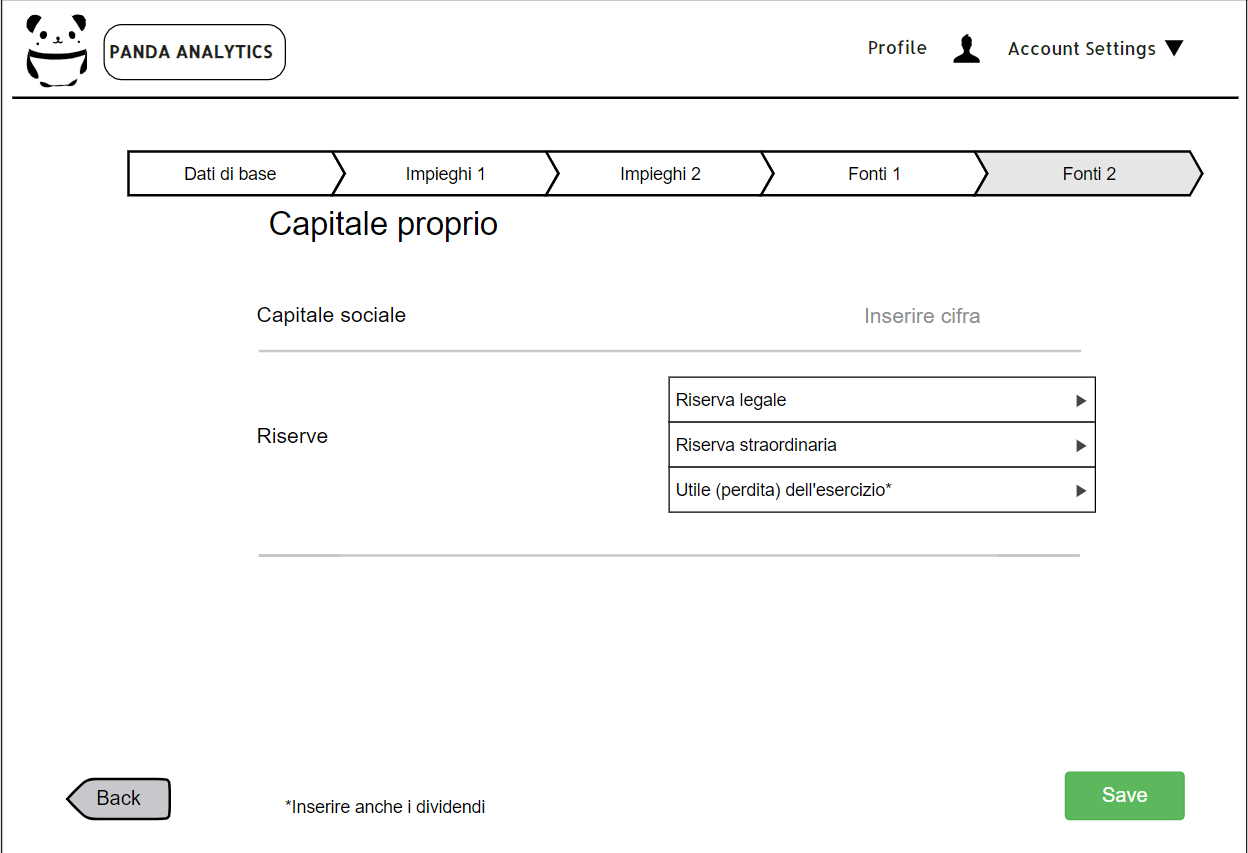 PANDA ANALYTICS
Profile
Account Settings
Dati di base
Impieghi 1
Impieghi 2
Fonti 1
Fonti 2
Capitale proprio
Capitale sociale
Inserire cifra
Riserve
Riserva legale
Riserva straordinaria
Utile (perdita) dell'esercizio*
Back
*Inserire anche i dividendi
Save